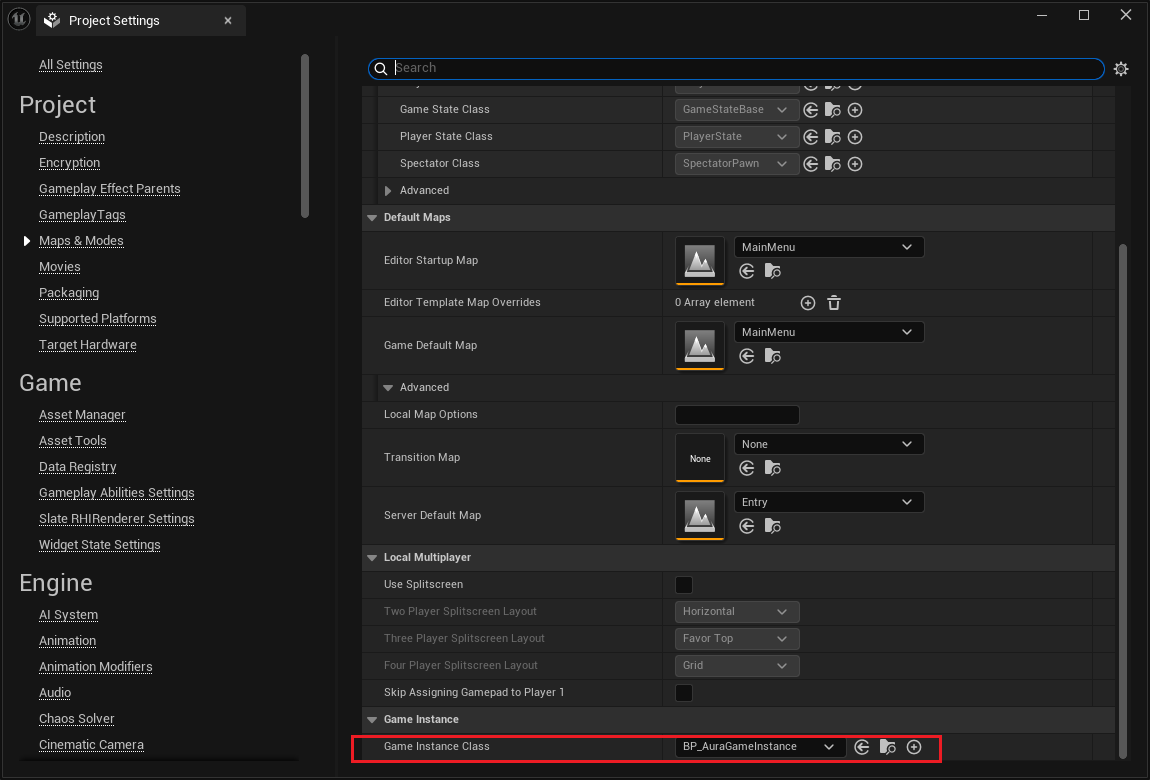 Project Settings
All Settings
Project
Description
Encryption
Gameplay Effect Parents
GameplayTags
Maps & Modes
Movies
Packaging
Supported Platforms
Target Hardware
Game
Asset Manager
Asset Tools
Data Registry
Gameplay Abilities Settings
Slate RHIRenderer Settings
Widget State Settings
Engine
AI System
Animation
Animation Modifiers
Audio
Chaos Solver
Cinematic Camera
Search
Game State Class GameStateBase
Player State Class PlayerState
Spectator Class SpectatorPawn
Advanced
Default Maps
Editor Startup Map MainMenu
Editor Template Map Overrides 0 Array element
Game Default Map MainMenu
Advanced
Local Map Options
Transition Map None None
Server Default Map Entry
Local Multiplayer
Use Splitscreen
Two Player Splitscreen Layout Horizontal
Three Player Splitscreen Layout Favor Top
Four Player Splitscreen Layout Grid
Skip Assigning Gamepad to Player 1
Game Instance
Game Instance Class BP_AuraGameInstance